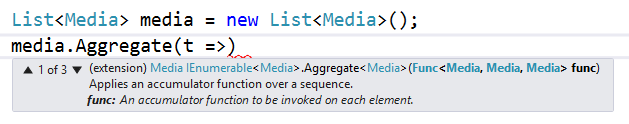 List<Media> media = new List<Media>();
media.Aggregate(t =>)
▲ 1 of 3 ▼ (extension) Media IEnumerable<Media>.Aggregate<Media>(Func<Media, Media, Media> func)
Applies an accumulator function over a sequence.
func: An accumulator function to be invoked on each element.